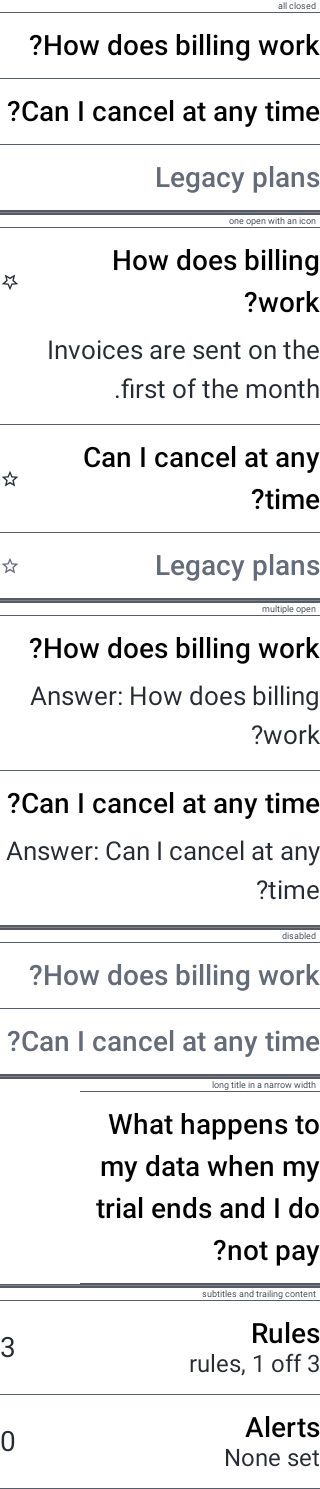 all closed
?How does billing work
?Can I cancel at any time
Legacy plans
one open with an icon
How does billing
?work
Invoices are sent on the
.first of the month
Can I cancel at any
?time
Legacy plans
multiple open
?How does billing work
Answer: How does billing
?work
?Can I cancel at any time
Answer: Can I cancel at any
?time
disabled
?How does billing work
?Can I cancel at any time
long title in a narrow width
What happens to
my data when my
trial ends and I do
?not pay
subtitles and trailing content
Rules
rules, 1 off 3
3
Alerts
None set
0